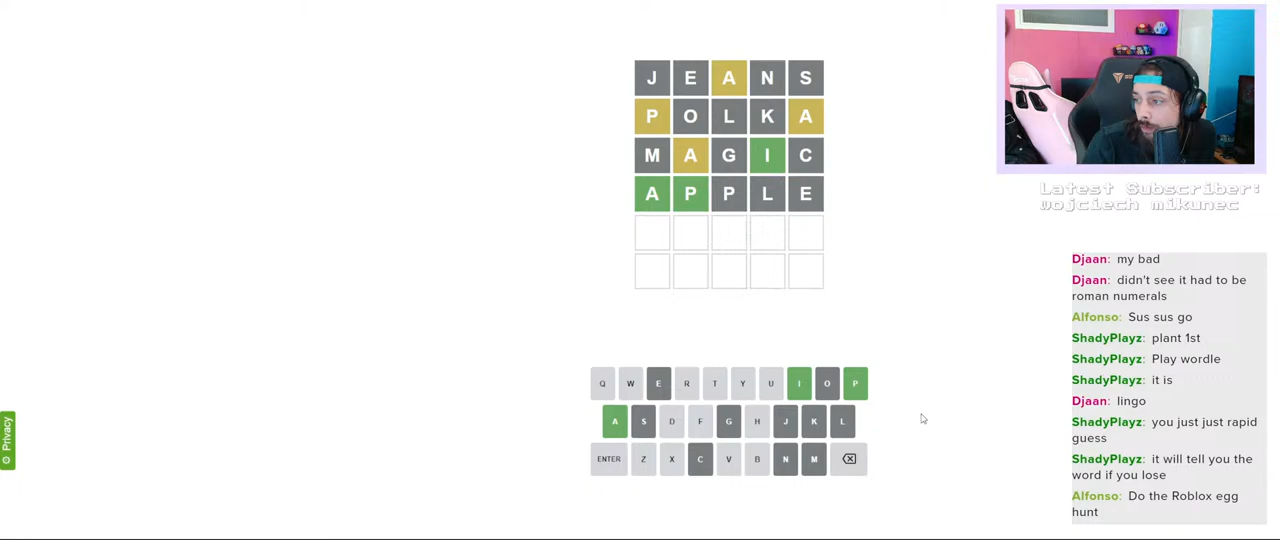 J E A N S
P O L K A
M A G I C
A P P L E
Q W E R T Y U I O P
A S D F G H J K L
ENTER Z X C V B N M
Privacy
Latest Subscriber:
wojciech mikunec
Djaan: my bad
Djaan: didn't see it had to be
roman numerals
Alfonso: Sus sus go
ShadyPlayz: plant 1st
ShadyPlayz: Play wordle
ShadyPlayz: it is
Djaan: lingo
ShadyPlayz: you just just rapid
guess
ShadyPlayz: it will tell you the
word if you lose
Alfonso: Do the Roblox egg
hunt